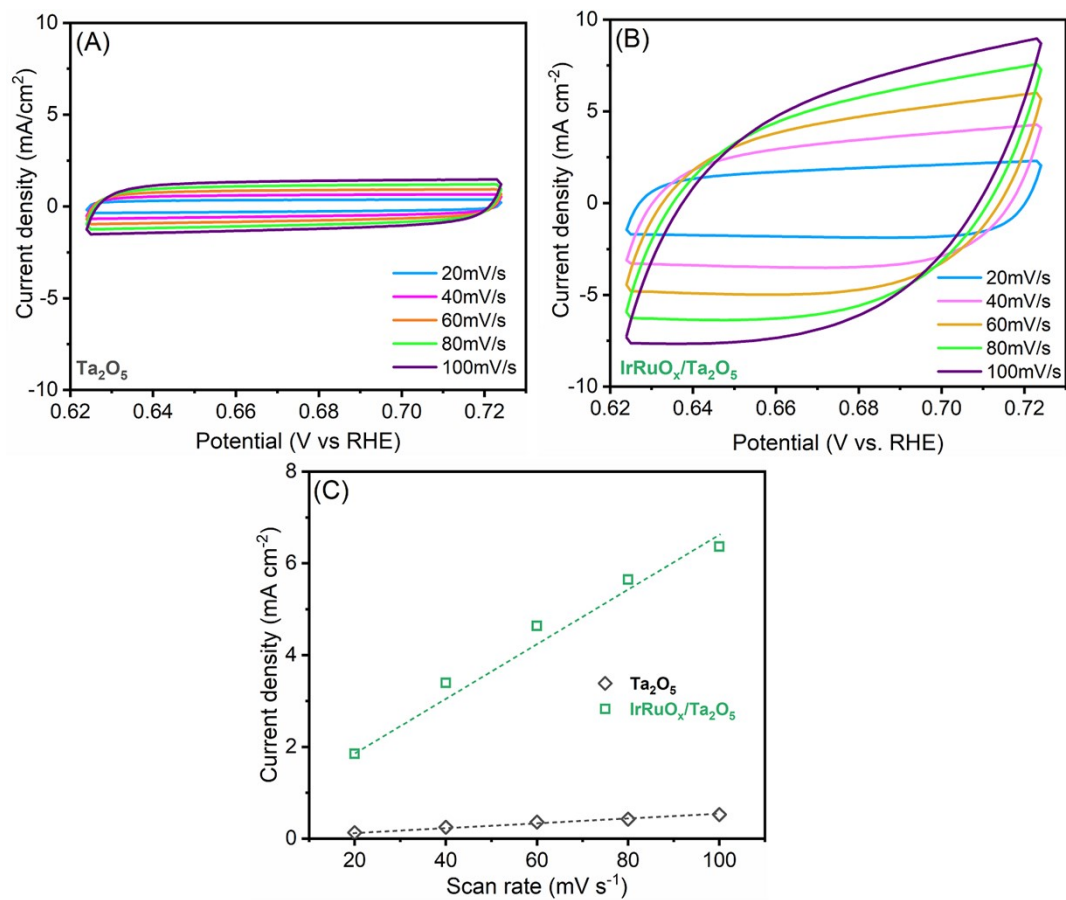 (A)
10
5
0
-5
-10
Current density (mA/cm²)
20mV/s
40mV/s
60mV/s
80mV/s
100mV/s
Ta₂O₅
0.62 0.64 0.66 0.68 0.70 0.72
Potential (V vs RHE)
(B)
10
5
0
-5
-10
Current density (mA cm⁻²)
20mV/s
40mV/s
60mV/s
80mV/s
100mV/s
IrRuOₓ/Ta₂O₅
0.62 0.64 0.66 0.68 0.70 0.72
Potential (V vs. RHE)
(C)
8
6
4
2
0
Current density (mA cm⁻²)
Ta₂O₅
IrRuOₓ/Ta₂O₅
20 40 60 80 100
Scan rate (mV s⁻¹)